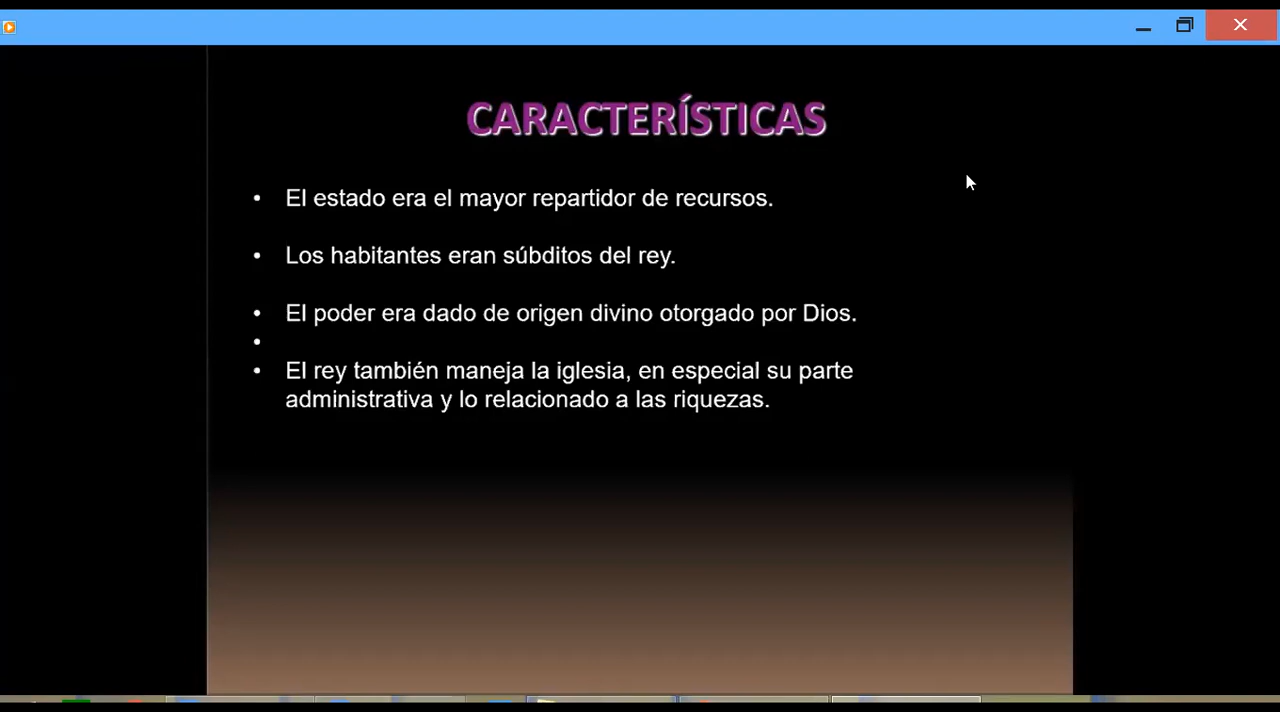 CARACTERÍSTICAS
• El estado era el mayor repartidor de recursos.
• Los habitantes eran súbditos del rey.
• El poder era dado de origen divino otorgado por Dios.
•
• El rey también maneja la iglesia, en especial su parte
administrativa y lo relacionado a las riquezas.